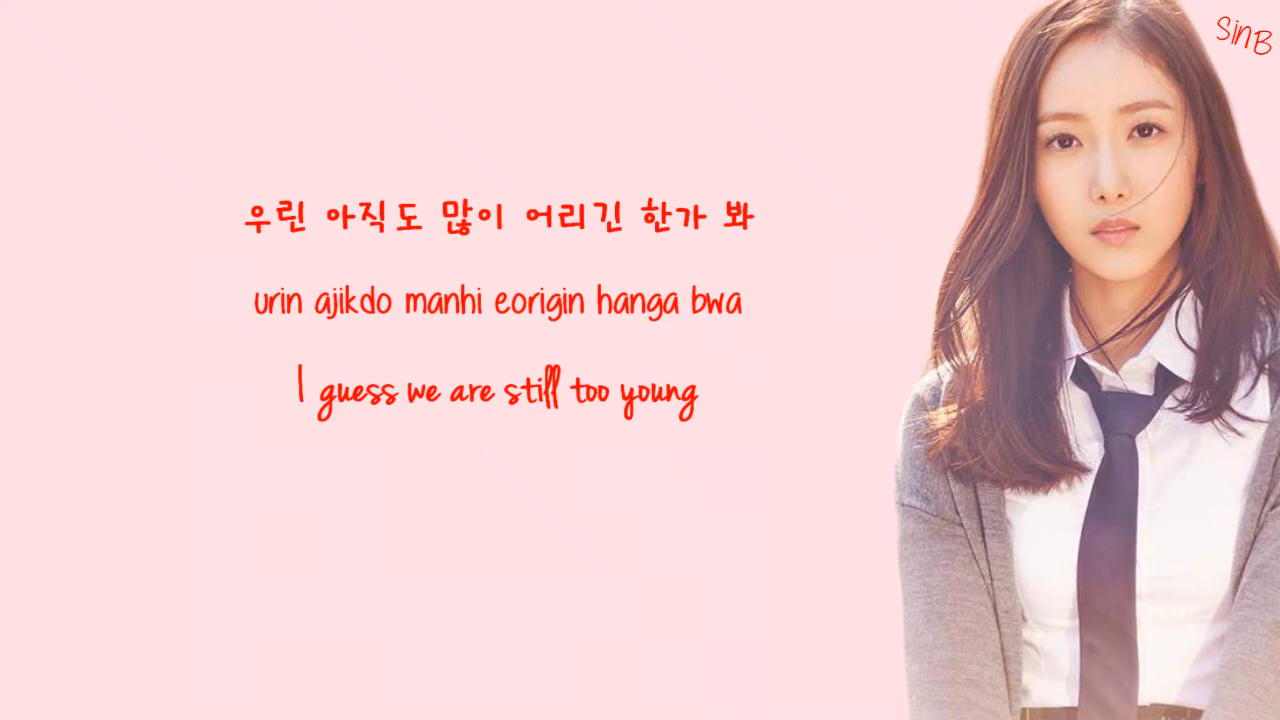 SinB
우린 아직도 많이 어리긴 한가 봐
urin ajikdo manhi eorigin hanga bwa
I guess we are still too young